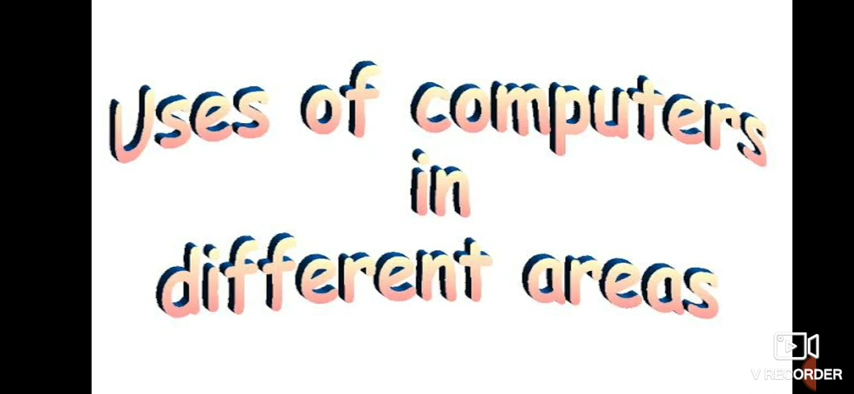 Uses of computers
in
different areas
V RECORDER